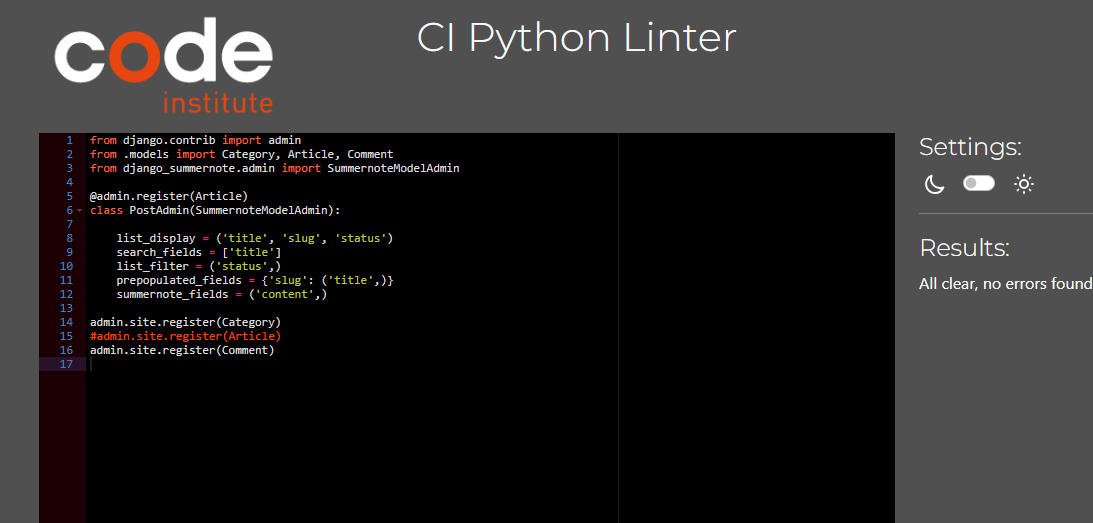 code
institute
CI Python Linter
1 from django.contrib import admin
2 from .models import Category, Article, Comment
3 from django_summernote.admin import SummernoteModelAdmin
4
5 @admin.register(Article)
6 class PostAdmin(SummernoteModelAdmin):
7
8     list_display = ('title', 'slug', 'status')
9     search_fields = ['title']
10     list_filter = ('status',)
11     prepopulated_fields = {'slug': ('title',)}
12     summernote_fields = ('content',)
13
14 admin.site.register(Category)
15 #admin.site.register(Article)
16 admin.site.register(Comment)
17
Settings:
Results:
All clear, no errors found